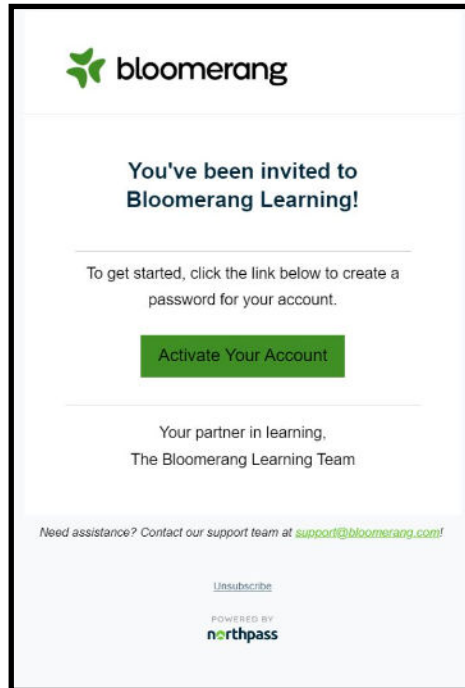 bloomerang
You've been invited to
Bloomerang Learning!
To get started, click the link below to create a
password for your account.
Activate Your Account
Your partner in learning,
The Bloomerang Learning Team
Need assistance? Contact our support team at support@bloomerang.com!
Unsubscribe
POWERED BY
northpass